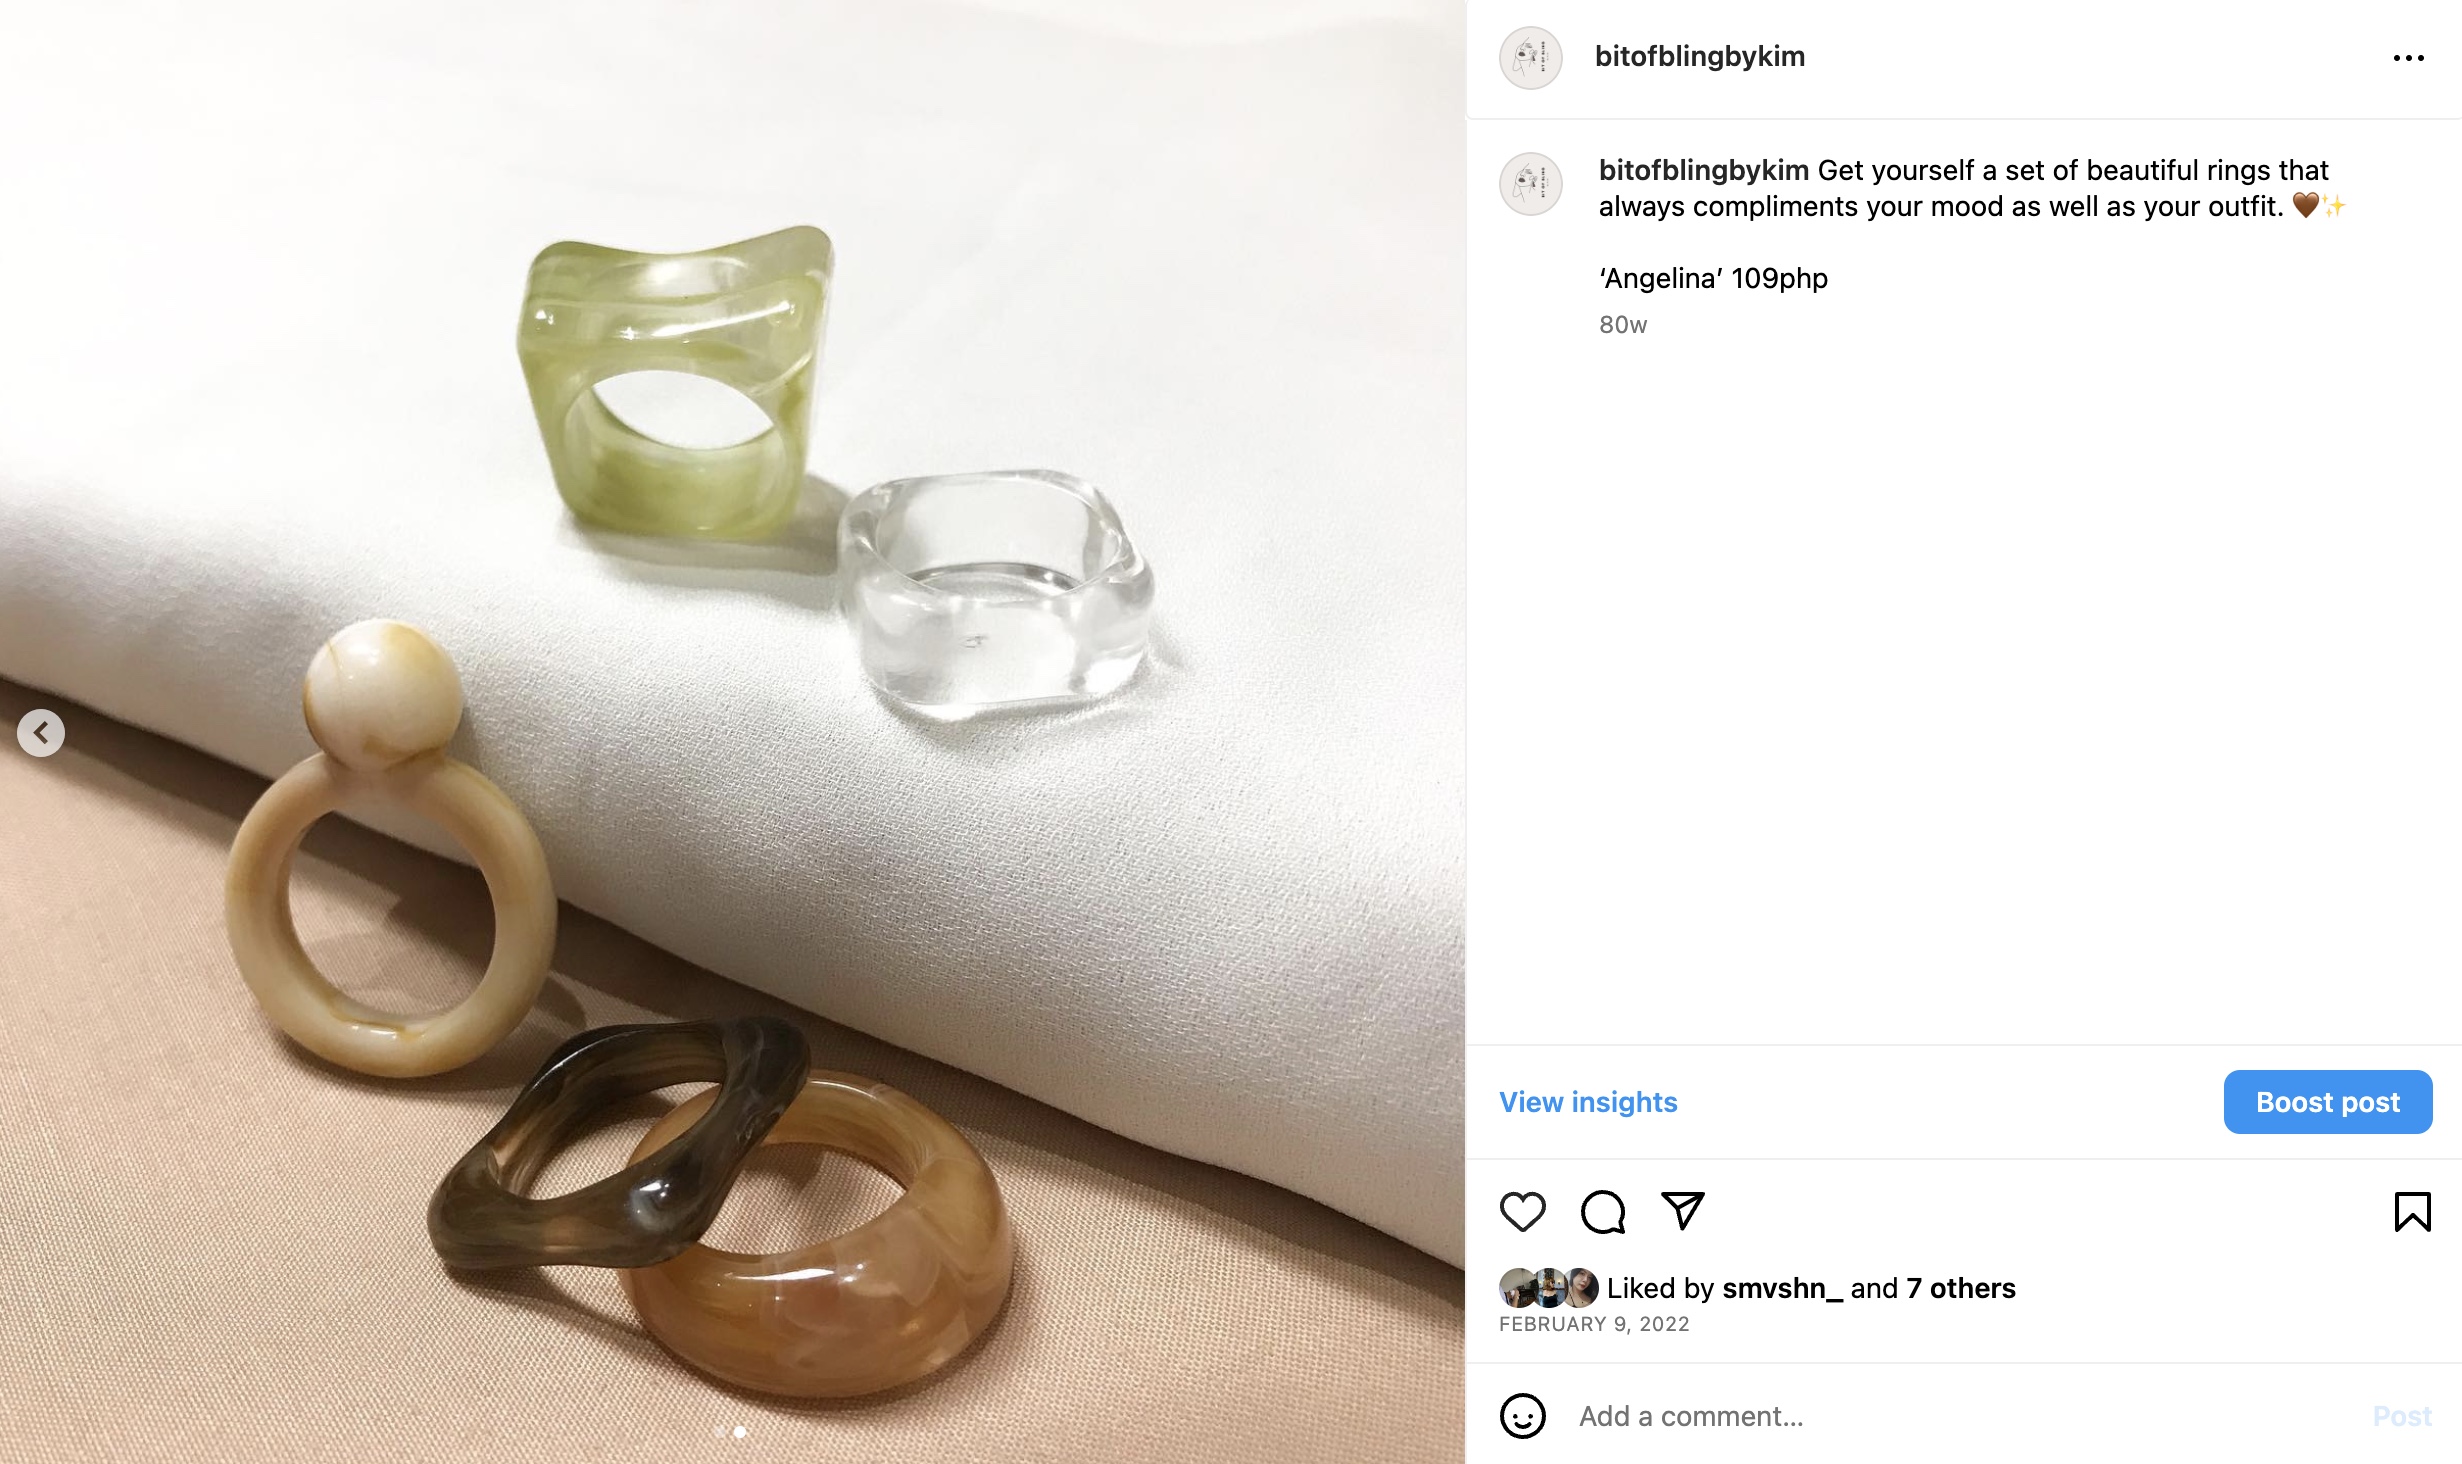 bitofblingbykim
bitofblingbykim Get yourself a set of beautiful rings that
always compliments your mood as well as your outfit. 🤎✨
‘Angelina’ 109php
80w
View insights
Boost post
Liked by smvshn_ and 7 others
FEBRUARY 9, 2022
Add a comment...
Post